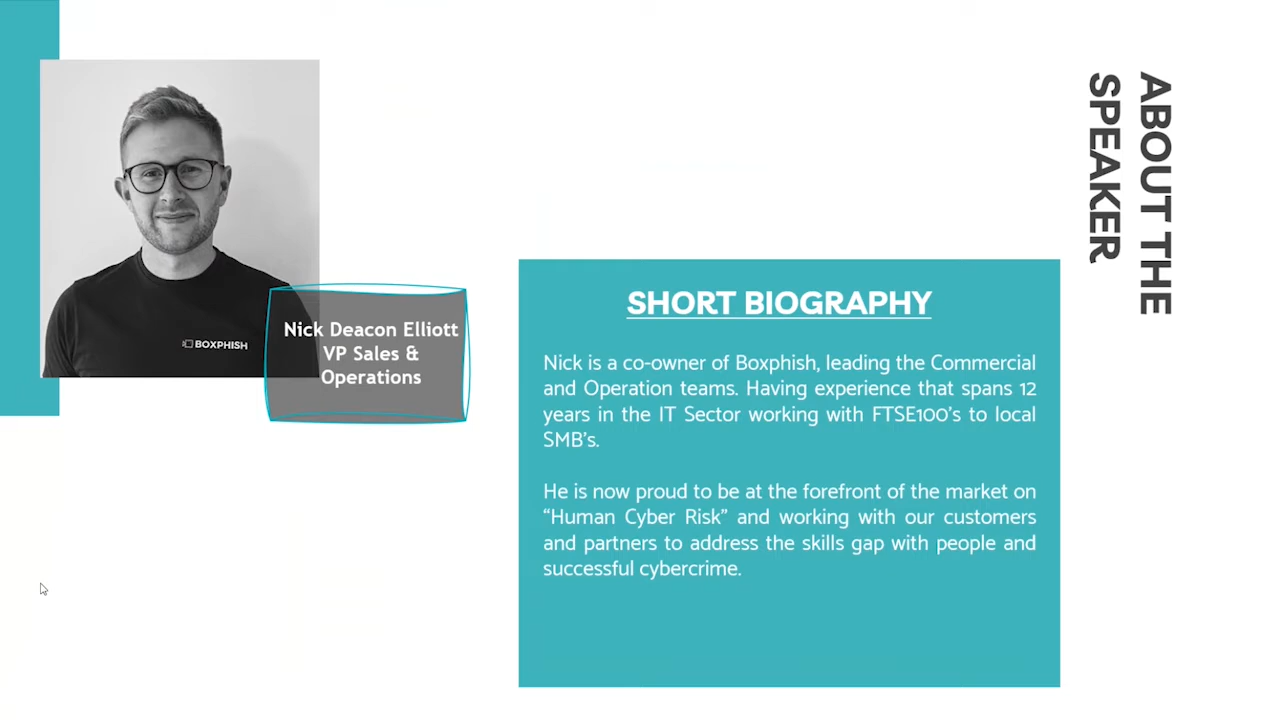 ABOUT THE
SPEAKER
BOXPHISH
Nick Deacon Elliott
VP Sales &
Operations
SHORT BIOGRAPHY
Nick is a co-owner of Boxphish, leading the Commercial
and Operation teams. Having experience that spans 12
years in the IT Sector working with FTSE100's to local
SMB's.
He is now proud to be at the forefront of the market on
“Human Cyber Risk” and working with our customers
and partners to address the skills gap with people and
successful cybercrime.